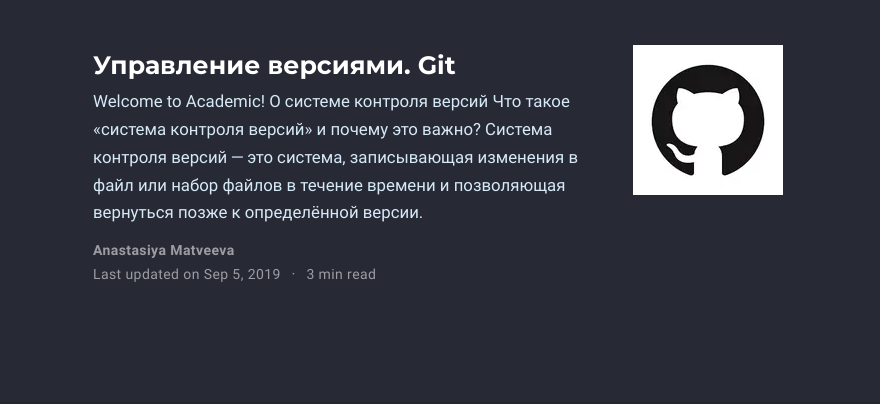 Управление версиями. Git
Welcome to Academic! О системе контроля версий Что такое
«система контроля версий» и почему это важно? Система
контроля версий — это система, записывающая изменения в
файл или набор файлов в течение времени и позволяющая
вернуться позже к определённой версии.
Anastasiya Matveeva
Last updated on Sep 5, 2019 · 3 min read